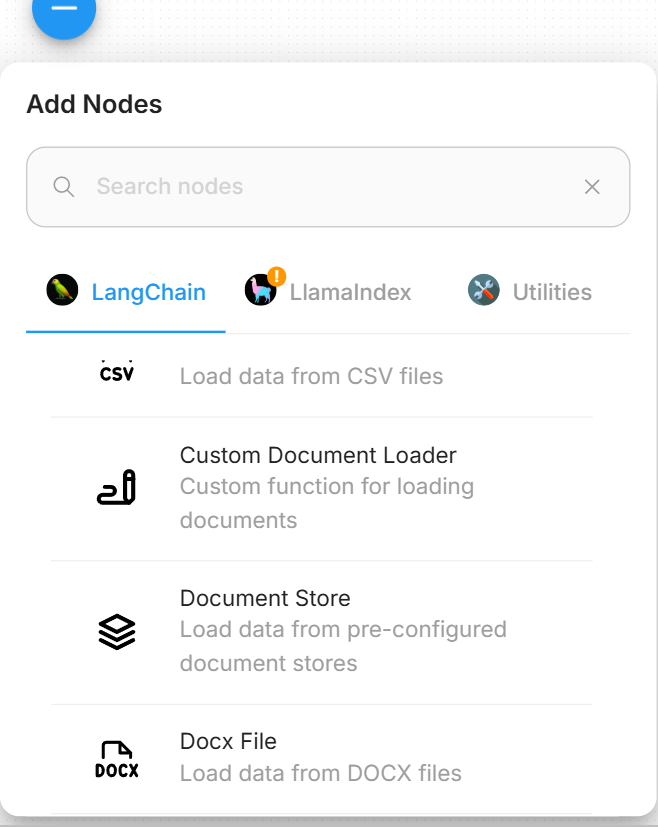 Add Nodes
Search nodes
LangChain
!
LlamaIndex
Utilities
CSV
Load data from CSV files
Custom Document Loader
Custom function for loading
documents
Document Store
Load data from pre-configured
document stores
Docx File
DOCX
Load data from DOCX files